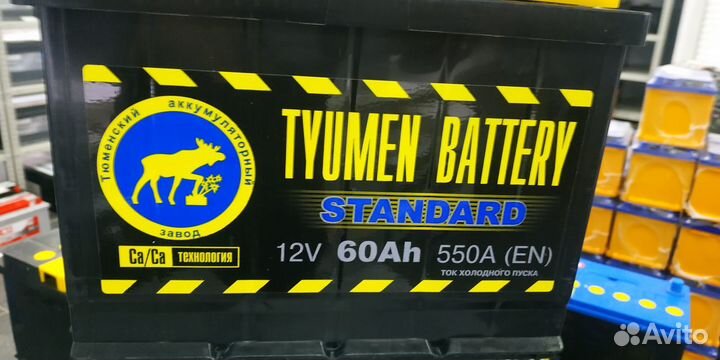 Тюменский аккумуляторный
завод
Ca/Ca технология
TYUMEN BATTERY
STANDARD
12V 60Ah 550A (EN)
ТОК ХОЛОДНОГО ПУСКА
Avito